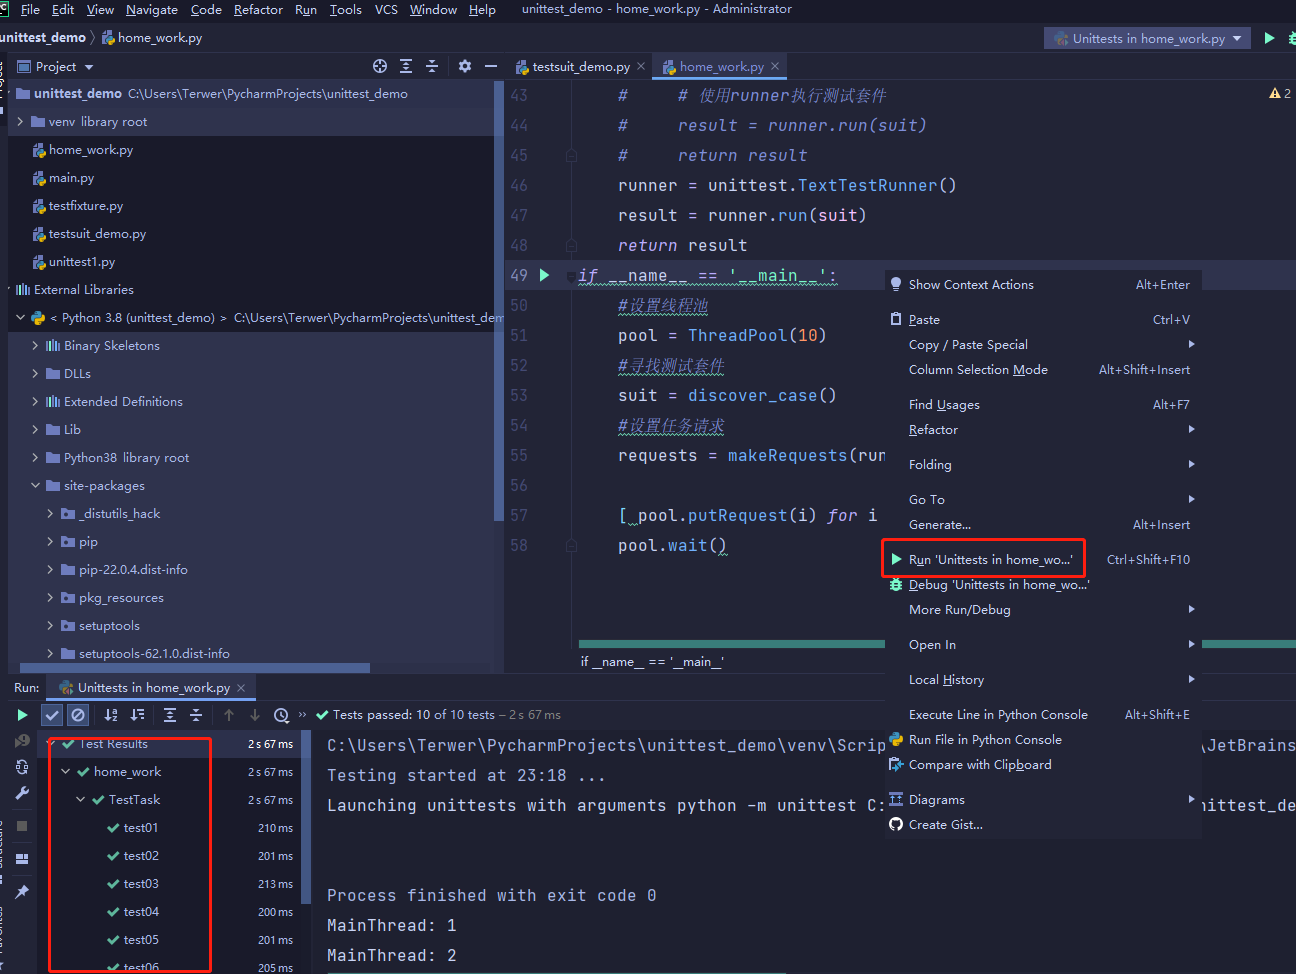 File Edit View Navigate Code Refactor Run Tools VCS Window Help unittest_demo - home_work.py - Administrator
unittest_demo home_work.py Unittests in home_work.py
Project testsuit_demo.py home_work.py
unittest_demo C:\Users\Terwer\PycharmProjects\unittest_demo
venv library root
home_work.py
main.py
testfixture.py
testsuit_demo.py
unittest1.py
External Libraries
< Python 3.8 (unittest_demo) > C:\Users\Terwer\PycharmProjects\unittest_dem
Binary Skeletons
DLLs
Extended Definitions
Lib
Python38 library root
site-packages
_distutils_hack
pip
pip-22.0.4.dist-info
pkg_resources
setuptools
setuptools-62.1.0.dist-info
43 # # 使用runner执行测试套件
2
44 # result = runner.run(suit)
45 # return result
46 runner = unittest.TextTestRunner()
47 result = runner.run(suit)
48 return result
49 if __name__ == '__main__':
50 #设置线程池
51 pool = ThreadPool(10)
52 #寻找测试套件
53 suit = discover_case()
54 #设置任务请求
55 requests = makeRequests(run
56
57 [ pool.putRequest(i) for i
58 pool.wait()
if __name__ == '__main__'
Show Context Actions Alt+Enter
Paste Ctrl+V
Copy / Paste Special
Column Selection Mode Alt+Shift+Insert
Find Usages Alt+F7
Refactor
Folding
Go To
Generate... Alt+Insert
Run 'Unittests in home_wo...' Ctrl+Shift+F10
Debug 'Unittests in home_wo...'
More Run/Debug
Open In
Local History
Execute Line in Python Console Alt+Shift+E
Run File in Python Console
Compare with Clipboard
Diagrams
Create Gist...
Run: Unittests in home_work.py
Tests passed: 10 of 10 tests – 2 s 67 ms
Test Results 2 s 67 ms
home_work 2 s 67 ms
TestTask 2 s 67 ms
test01 210 ms
test02 201 ms
test03 213 ms
test04 200 ms
test05 201 ms
test06 205 ms
C:\Users\Terwer\PycharmProjects\unittest_demo\venv\Scrip \JetBrains
Testing started at 23:18 ...
Launching unittests with arguments python -m unittest C: nittest_de
Process finished with exit code 0
MainThread: 1
MainThread: 2